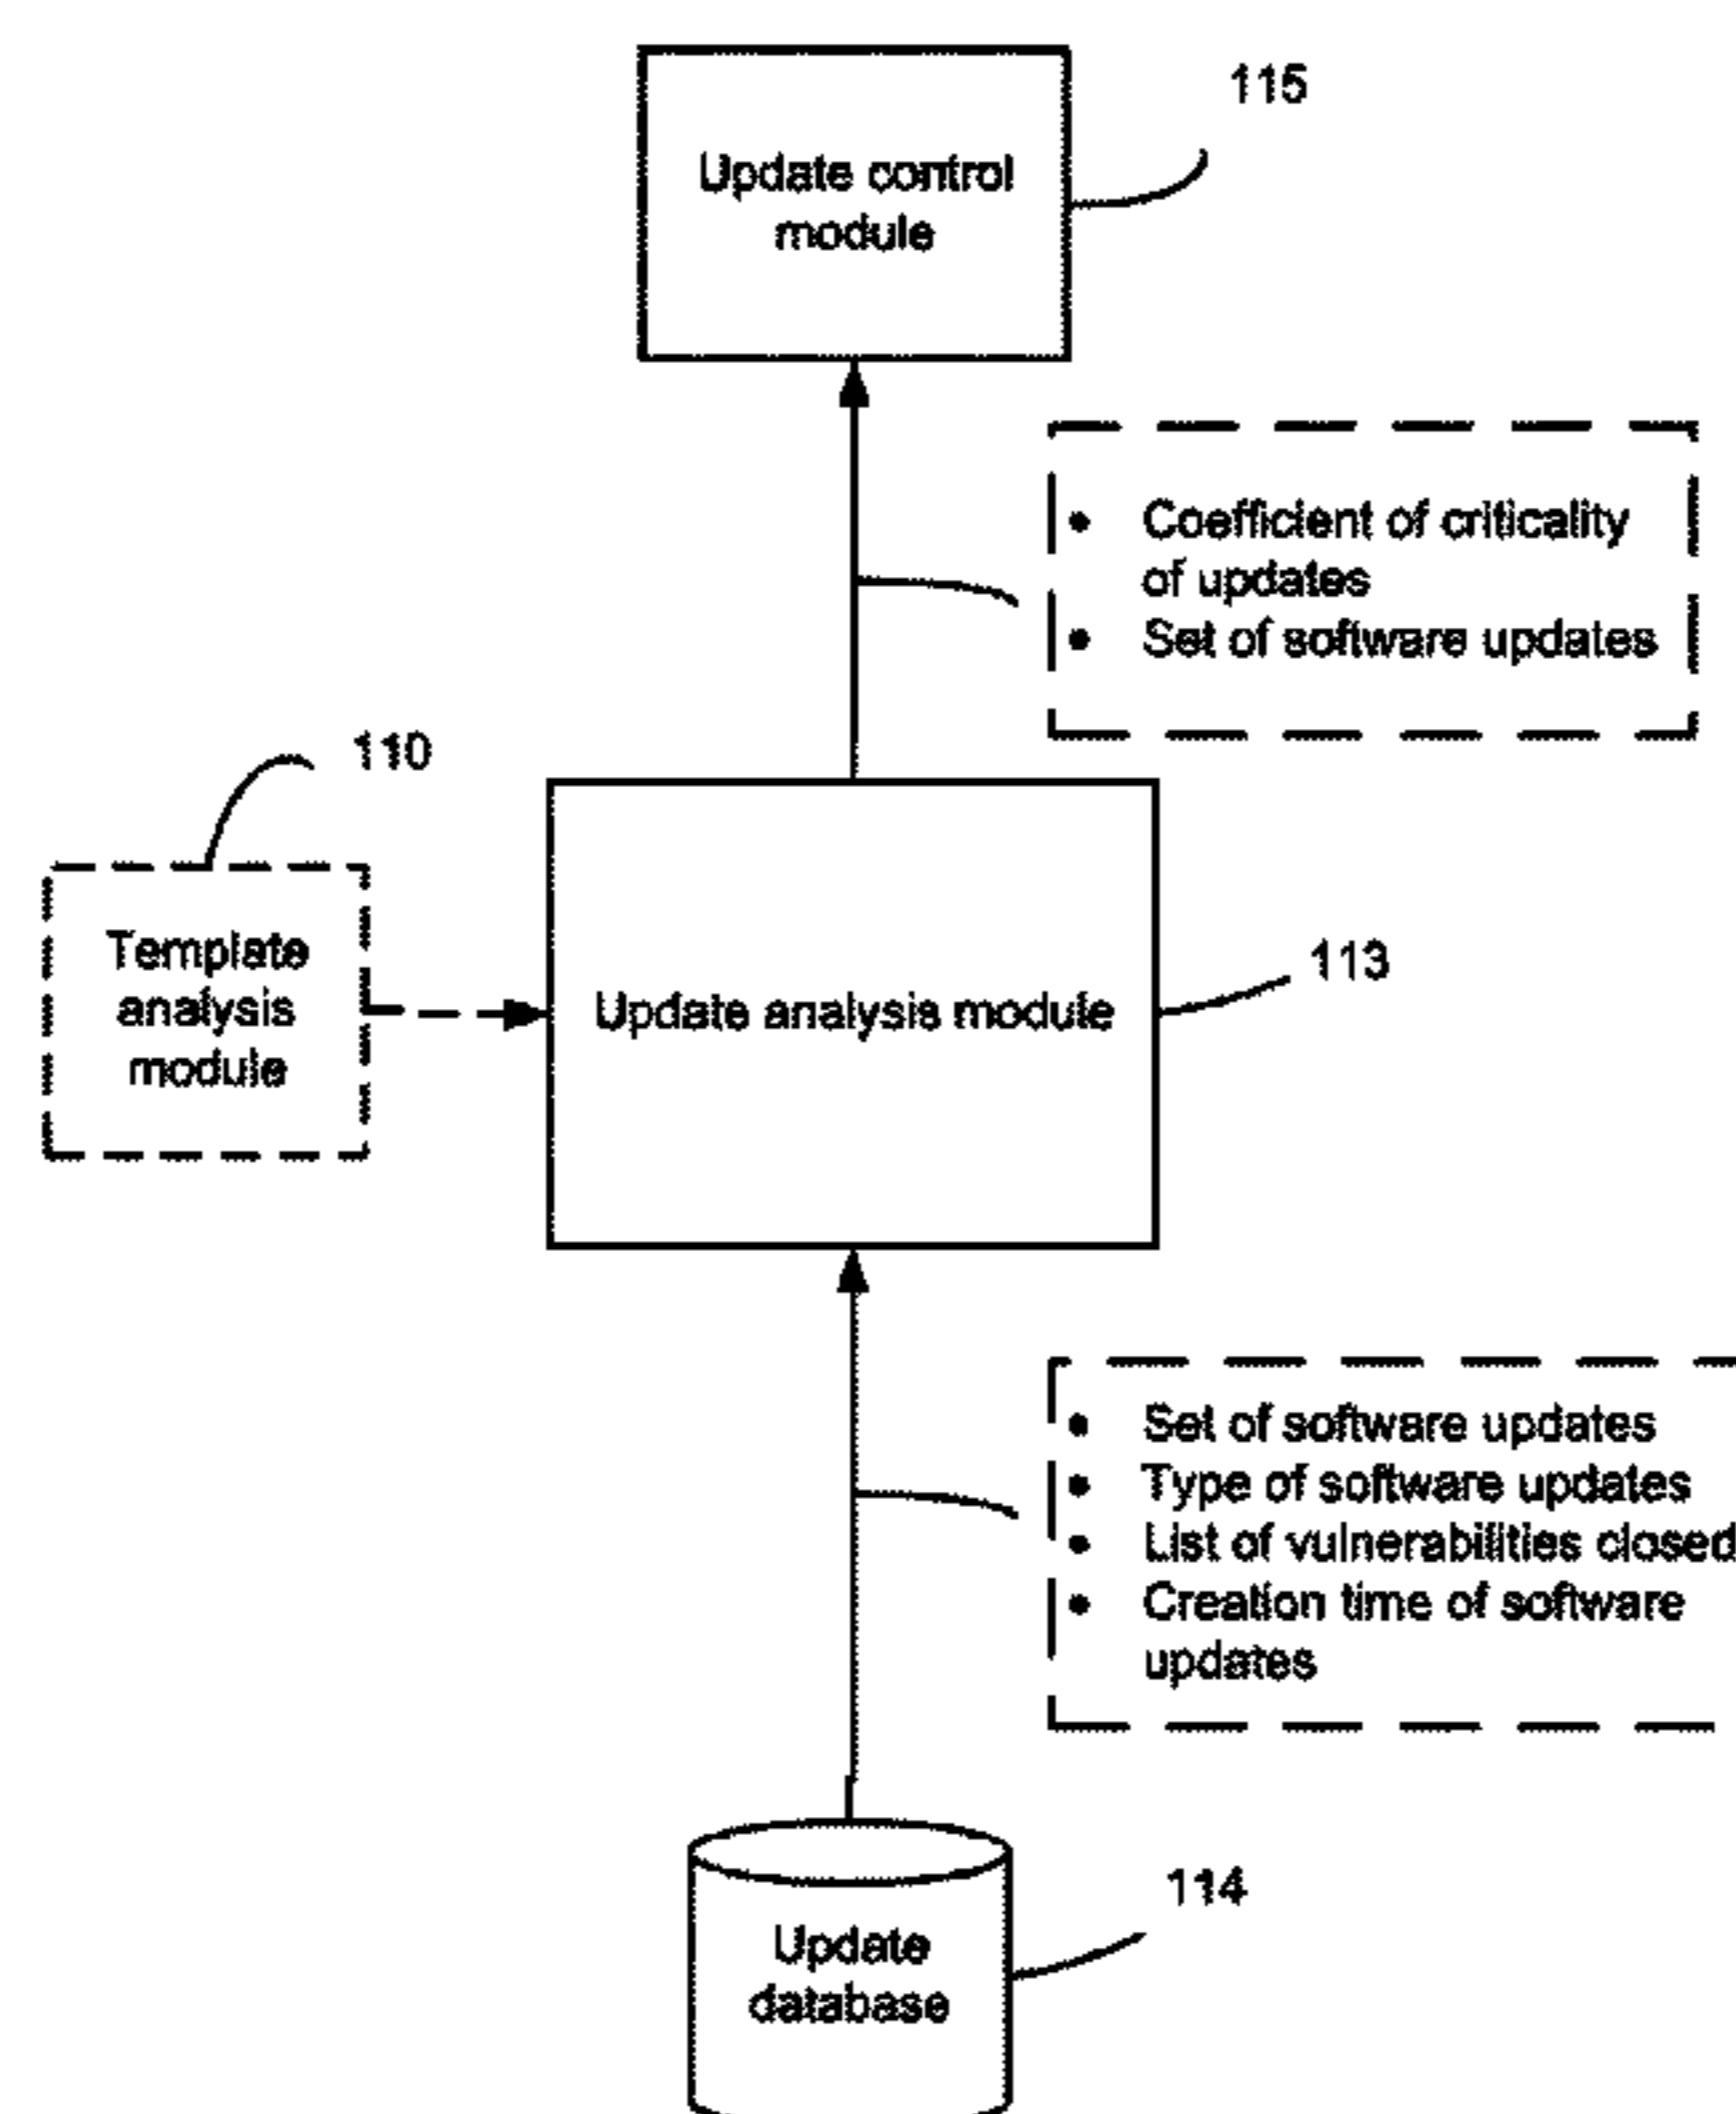 115
Update control
module
• Coefficient of criticality
of updates
• Set of software updates
110
Template
analysis
module
Update analysis module
113
• Set of software updates
• Type of software updates
• List of vulnerabilities closed
• Creation time of software
updates
114
Update
database